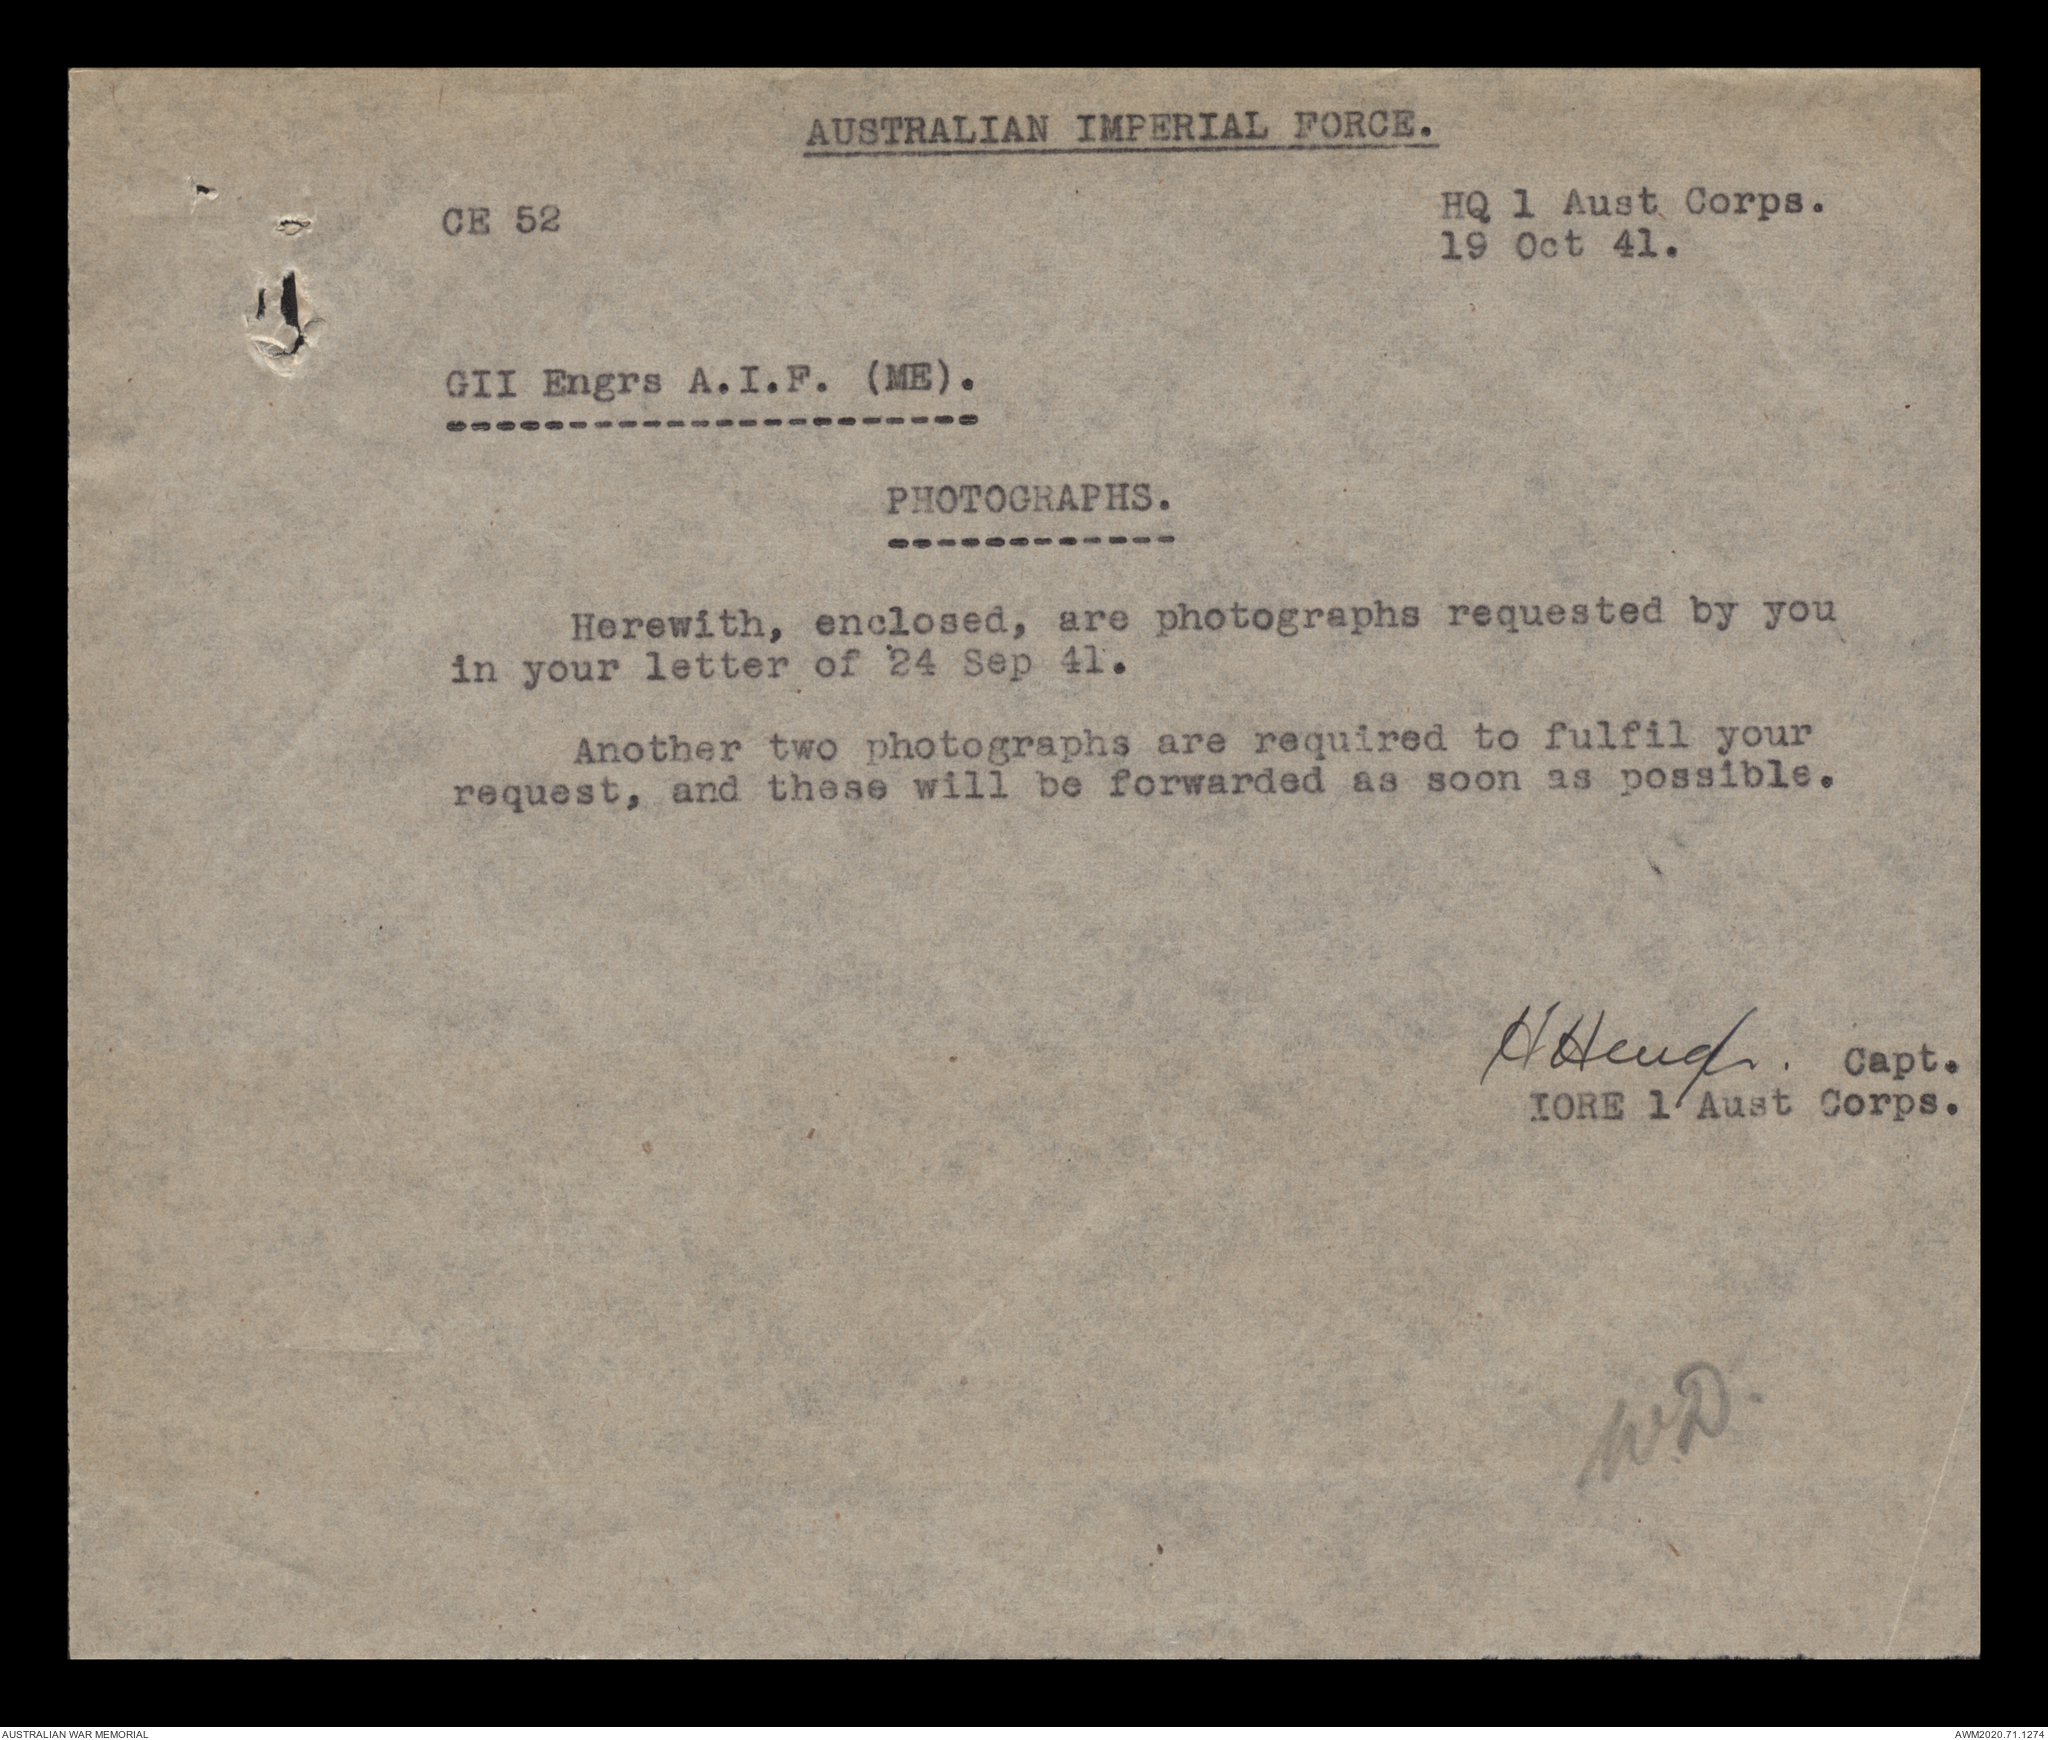 AUSTRALIAN IMPERIAL FORCE.
CE 52
HQ 1 Aust Corps.
19 Oct 41.
GII Engrs A.I.F. (ME).
PHOTOGRAPHS.
Herewith, enclosed, are photographs requested by you
in your letter of 24 Sep 41.
Another two photographs are required to fulfil your
request, and these will be forwarded as soon as possible.
Capt.
IORE 1 Aust Corps.
W.D.
AUSTRALIAN WAR MEMORIAL
AWM2020.71.1274